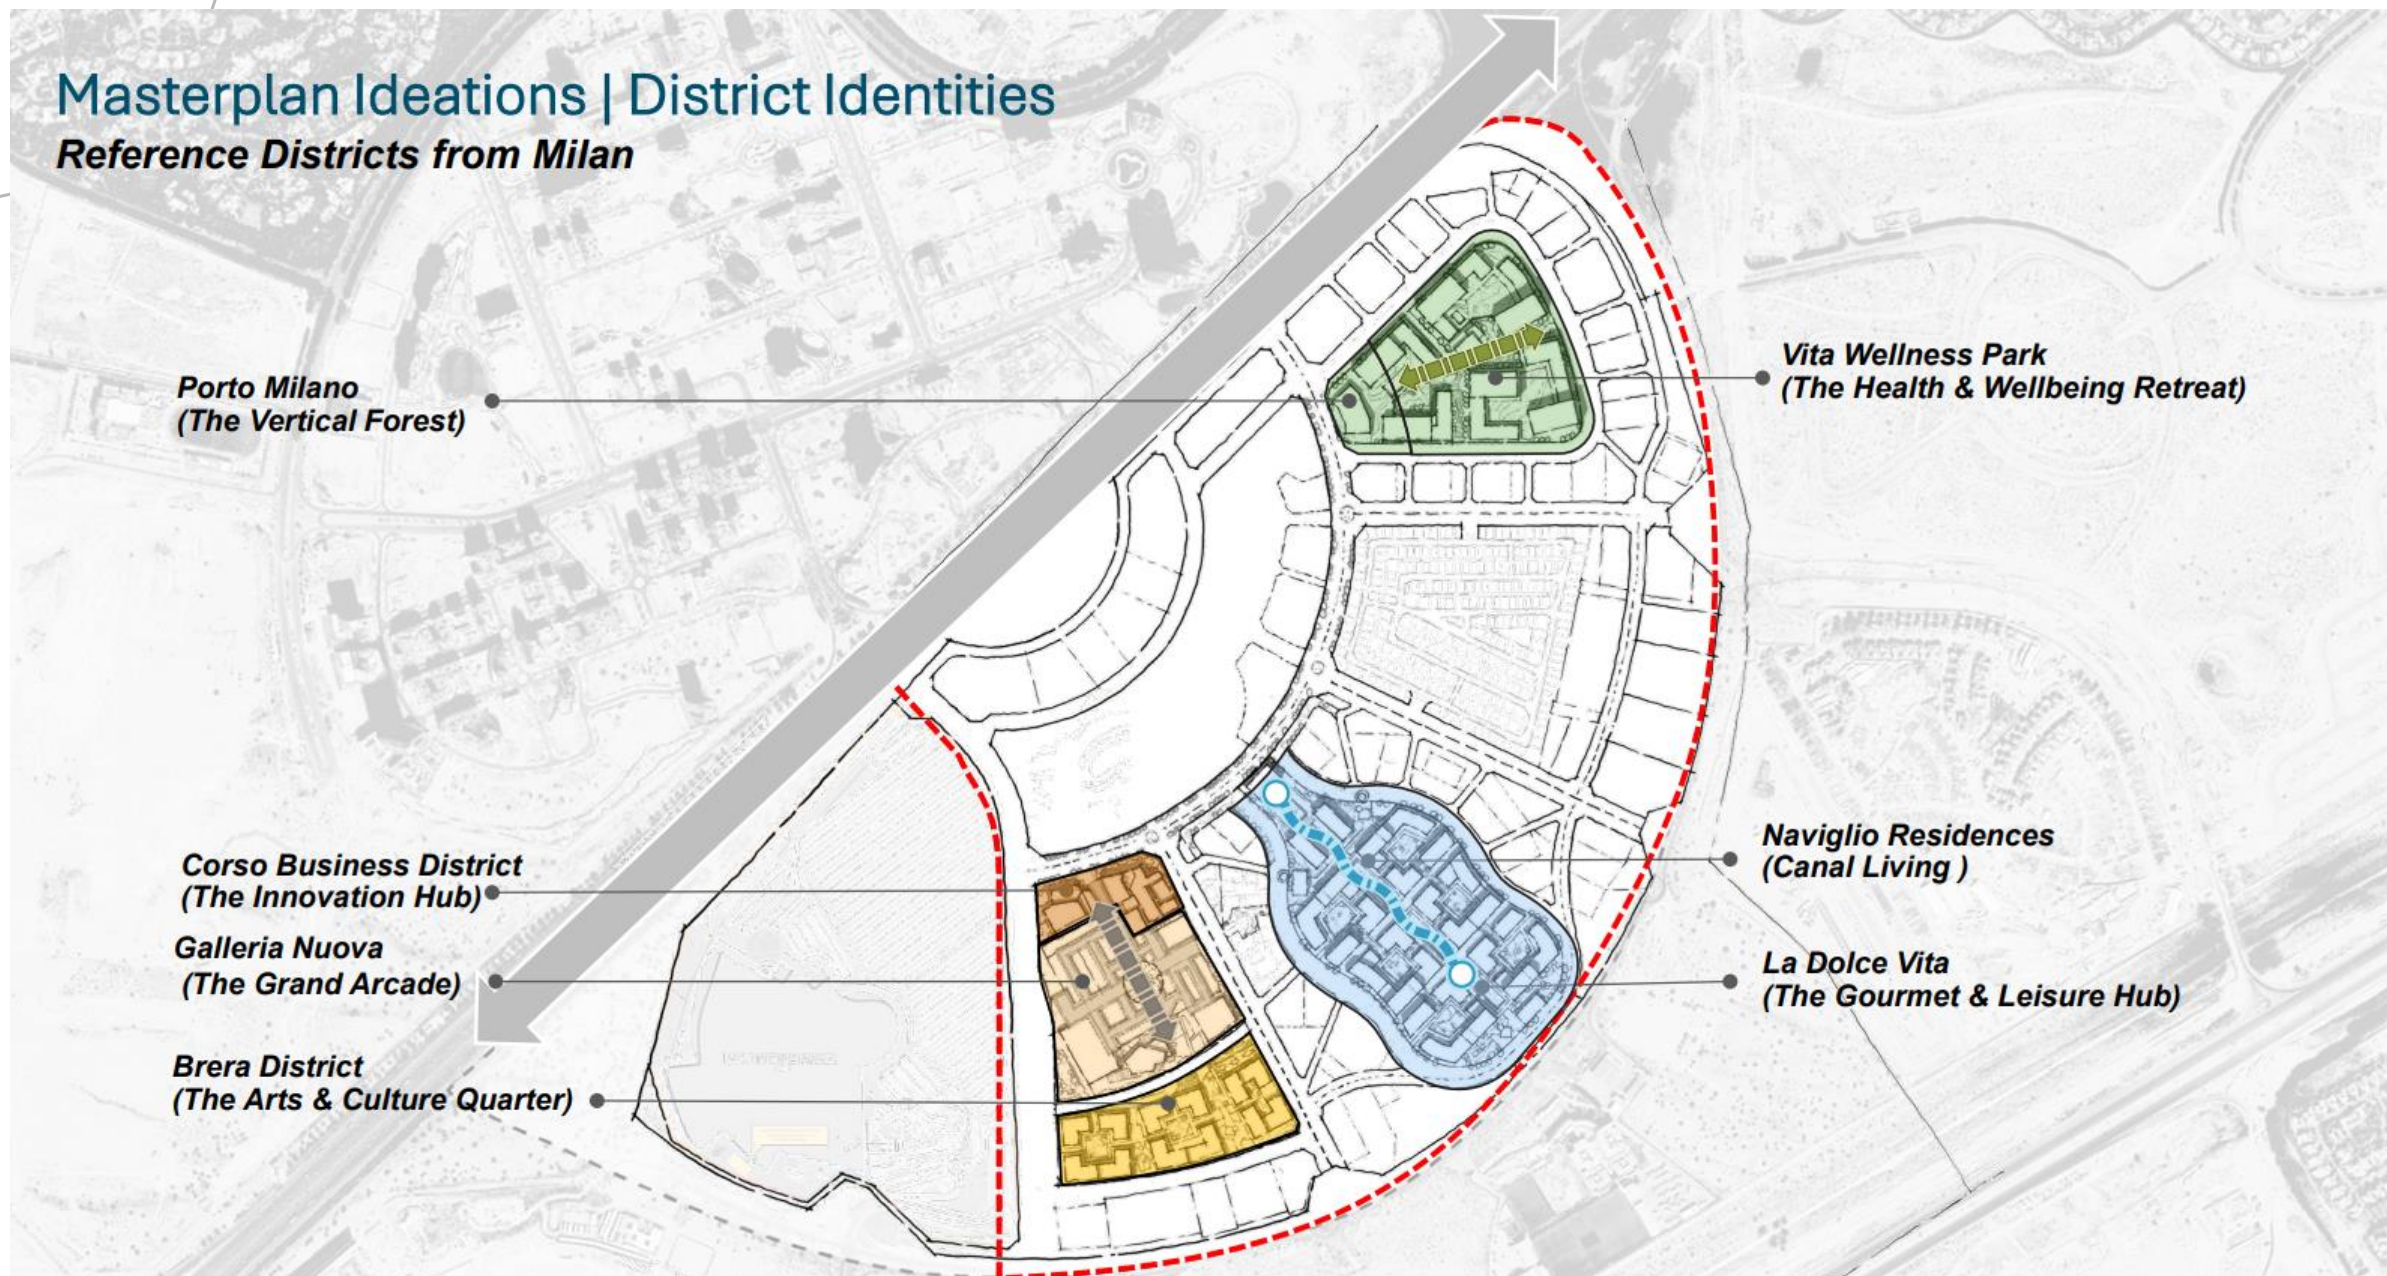 Masterplan Ideations | District Identities
Reference Districts from Milan
Porto Milano
(The Vertical Forest)
Vita Wellness Park
(The Health & Wellbeing Retreat)
Corso Business District
(The Innovation Hub)
Galleria Nuova
(The Grand Arcade)
Brera District
(The Arts & Culture Quarter)
Naviglio Residences
(Canal Living )
La Dolce Vita
(The Gourmet & Leisure Hub)